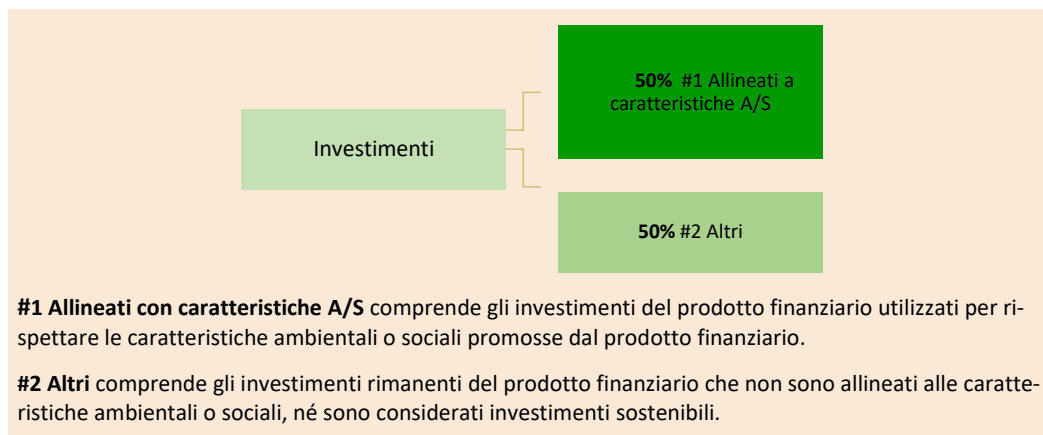 50% #1 Allineati a
caratteristiche A/S
Investimenti
50% #2 Altri
#1 Allineati con caratteristiche A/S comprende gli investimenti del prodotto finanziario utilizzati per ri-
spettare le caratteristiche ambientali o sociali promosse dal prodotto finanziario.
#2 Altri comprende gli investimenti rimanenti del prodotto finanziario che non sono allineati alle caratte-
ristiche ambientali o sociali, né sono considerati investimenti sostenibili.